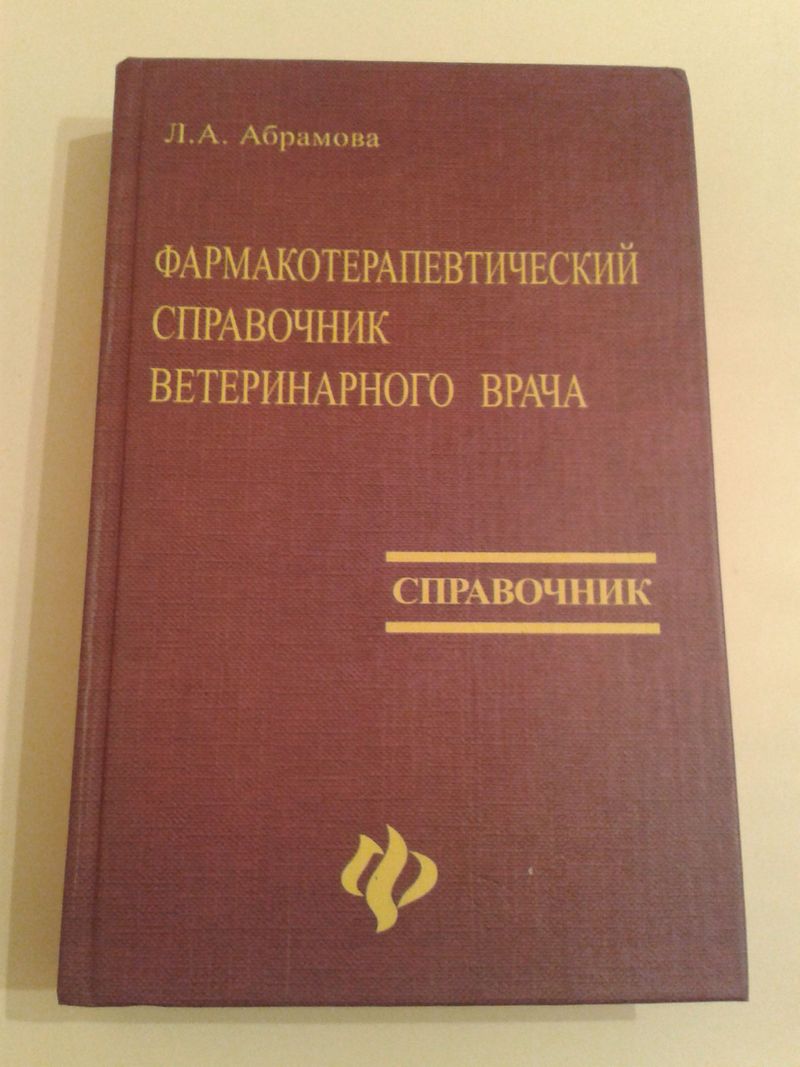 Л.А. Абрамова
ФАРМАКОТЕРАПЕВТИЧЕСКИЙ
СПРАВОЧНИК
ВЕТЕРИНАРНОГО ВРАЧА
СПРАВОЧНИК